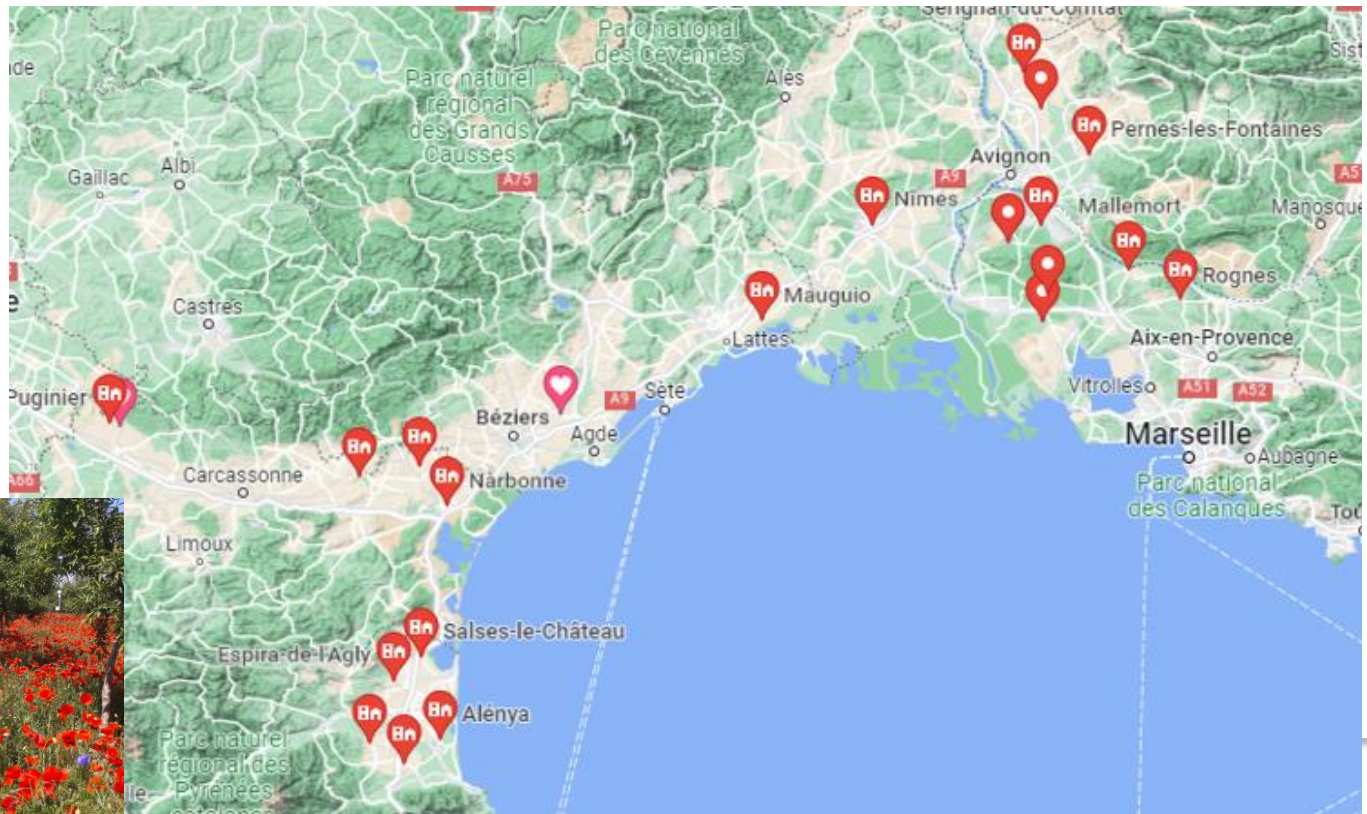 Serignan-du-Comtat
Parc national
des Cévennes
Alès
Parc naturel
régional
des Grands
Causses
Pernes-les-Fontaines
Avignon
Albi
Gaillac
A75
A9
A51
Nîmes
Mallemort
Manosque
Castres
Mauguio
Rognes
Lattes
Aix-en-Provence
Puginier
Vitrolles
A51
A52
Béziers
A9
Sète
Agde
Marseille
Aubagne
Carcassonne
Narbonne
A66
Parc national
des Calanques
Limoux
Salses-le-Château
Espira-de-l'Agly
Alénya
Parc naturel
régional des
Pyrénées